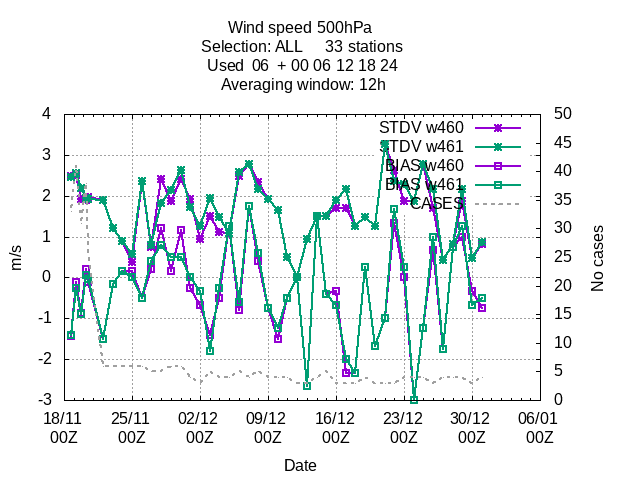 Wind speed 500hPa
Selection: ALL 33 stations
Used 06 + 00 06 12 18 24
Averaging window: 12h
4 50
STDV w460
45
STDV w461
3
40
BIAS w460
BIAS w461
2 35
CASES
30
1
25
0
20
-1
15
10
-2
5
-3 0
18/11 25/11 02/12 09/12 16/12 23/12 30/12 06/01
00Z 00Z 00Z 00Z 00Z 00Z 00Z 00Z
m/s
No cases
Date